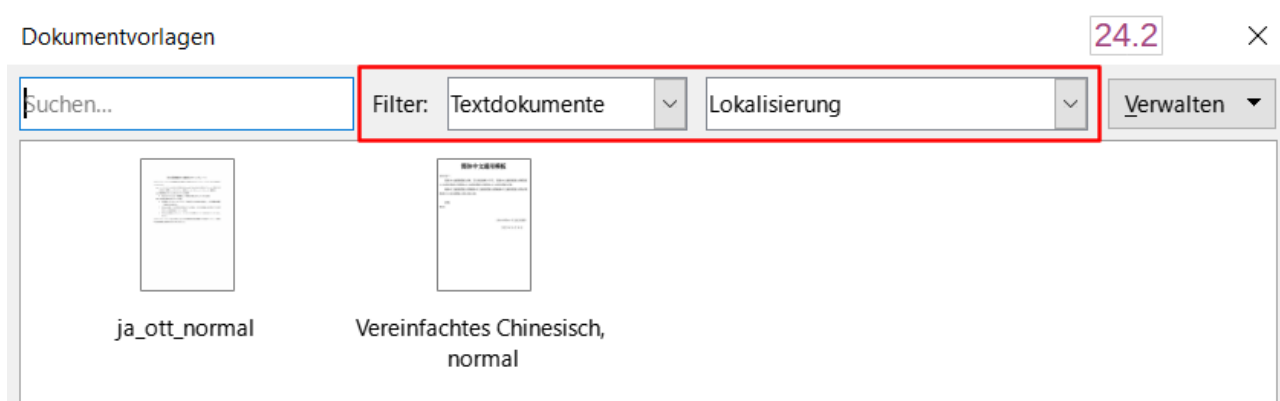 Dokumentvorlagen 24.2
Suchen... Filter: Textdokumente Lokalisierung Verwalten
ja_ott_normal Vereinfachtes Chinesisch,
normal